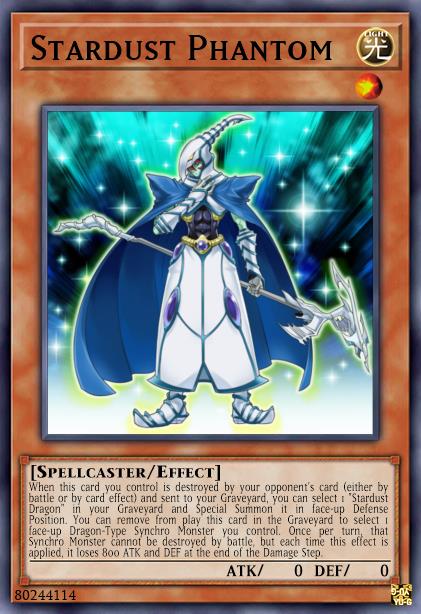 STARDUST PHANTOM
LIGHT
光
[SPELLCASTER/EFFECT]
When this card you control is destroyed by your opponent's card (either by
battle or by card effect) and sent to your Graveyard, you can select 1 "Stardust
Dragon" in your Graveyard and Special Summon it in face-up Defense
Position. You can remove from play this card in the Graveyard to select 1
face-up Dragon-Type Synchro Monster you control. Once per turn, that
Synchro Monster cannot be destroyed by battle, but each time this effect is
applied, it loses 800 ATK and DEF at the end of the Damage Step.
ATK/ 0 DEF/ 0
80244114